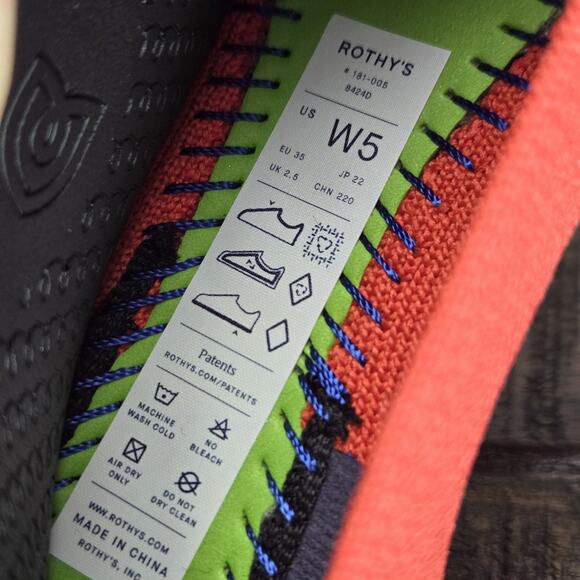 ROTHY'S
# 181-005
8424D
US W5
EU 35 JP 22
UK 2.5 CHN 220
Patents
ROTHYS.COM/PATENTS
MACHINE
WASH COLD
NO
BLEACH
AIR DRY
ONLY
DO NOT
DRY CLEAN
WWW.ROTHYS.COM
MADE IN CHINA
ROTHY'S, INC